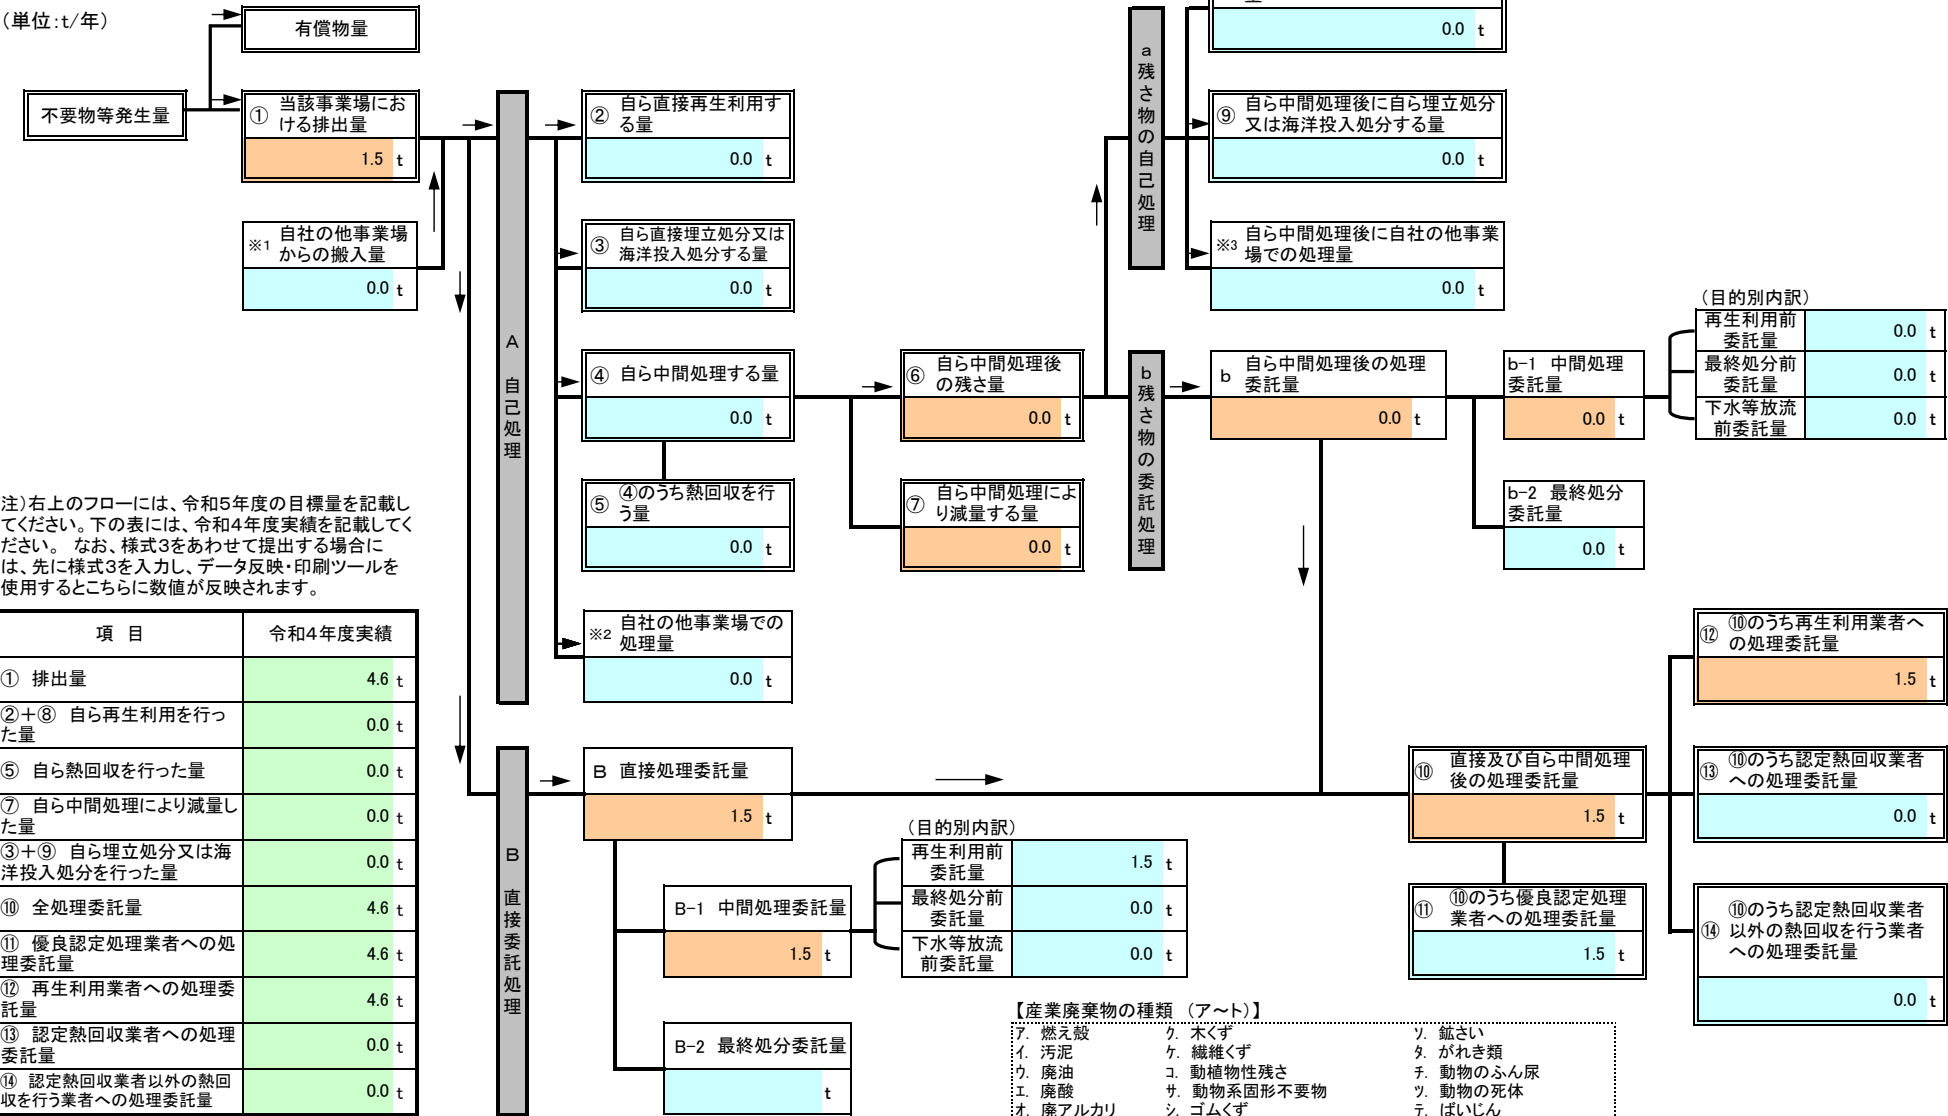 (単位:t/年)
有償物量
不要物等発生量
① 当該事業場にお
ける排出量
1.5 t
※1 自社の他事業場
からの搬入量
0.0 t
A 自己処理
② 自ら直接再生利用す
る量
0.0 t
③ 自ら直接埋立処分又は
海洋投入処分する量
0.0 t
④ 自ら中間処理する量
0.0 t
⑤ ④のうち熱回収を行
う量
0.0 t
※2 自社の他事業場での
処理量
0.0 t
⑥ 自ら中間処理後
の残さ量
0.0 t
⑦ 自ら中間処理によ
り減量する量
0.0 t
a 残さ物の自己処理
0.0 t
⑨ 自ら中間処理後に自ら埋立処分
又は海洋投入処分する量
0.0 t
※3 自ら中間処理後に自社の他事業
場での処理量
0.0 t
b 残さ物の委託処理
b 自ら中間処理後の処理
委託量
0.0 t
b-1 中間処理
委託量
0.0 t
(目的別内訳)
再生利用前
委託量
0.0 t
最終処分前
委託量
0.0 t
下水等放流
前委託量
0.0 t
b-2 最終処分
委託量
0.0 t
注)右上のフローには、令和5年度の目標量を記載し
てください。下の表には、令和4年度実績を記載してく
ださい。 なお、様式3をあわせて提出する場合に
は、先に様式3を入力し、データ反映・印刷ツールを
使用するとこちらに数値が反映されます。
項 目 令和4年度実績
① 排出量 4.6 t
②+⑧ 自ら再生利用を行っ
た量 0.0 t
⑤ 自ら熱回収を行った量 0.0 t
⑦ 自ら中間処理により減量し
た量 0.0 t
③+⑨ 自ら埋立処分又は海
洋投入処分を行った量 0.0 t
⑩ 全処理委託量 4.6 t
⑪ 優良認定処理業者への処
理委託量 4.6 t
⑫ 再生利用業者への処理委
託量 4.6 t
⑬ 認定熱回収業者への処理
委託量 0.0 t
⑭ 認定熱回収業者以外の熱回
収を行う業者への処理委託量 0.0 t
B 直接委託処理
B 直接処理委託量
1.5 t
B-1 中間処理委託量
1.5 t
(目的別内訳)
再生利用前
委託量
1.5 t
最終処分前
委託量
0.0 t
下水等放流
前委託量
0.0 t
B-2 最終処分委託量
t
⑩ 直接及び自ら中間処理
後の処理委託量
1.5 t
⑪ ⑩のうち優良認定処理
業者への処理委託量
1.5 t
⑫ ⑩のうち再生利用業者へ
の処理委託量
1.5 t
⑬ ⑩のうち認定熱回収業者
への処理委託量
0.0 t
⑭ ⑩のうち認定熱回収業者
以外の熱回収を行う業者
への処理委託量
0.0 t
【産業廃棄物の種類 (ア~ト)】
ア. 燃え殻 ク. 木くず ソ. 鉱さい
イ. 汚泥 ケ. 繊維くず タ. がれき類
ウ. 廃油 コ. 動植物性残さ チ. 動物のふん尿
エ. 廃酸 サ. 動物系固形不要物 ツ. 動物の死体
オ. 廃アルカリ シ. ゴムくず テ. ばいじん